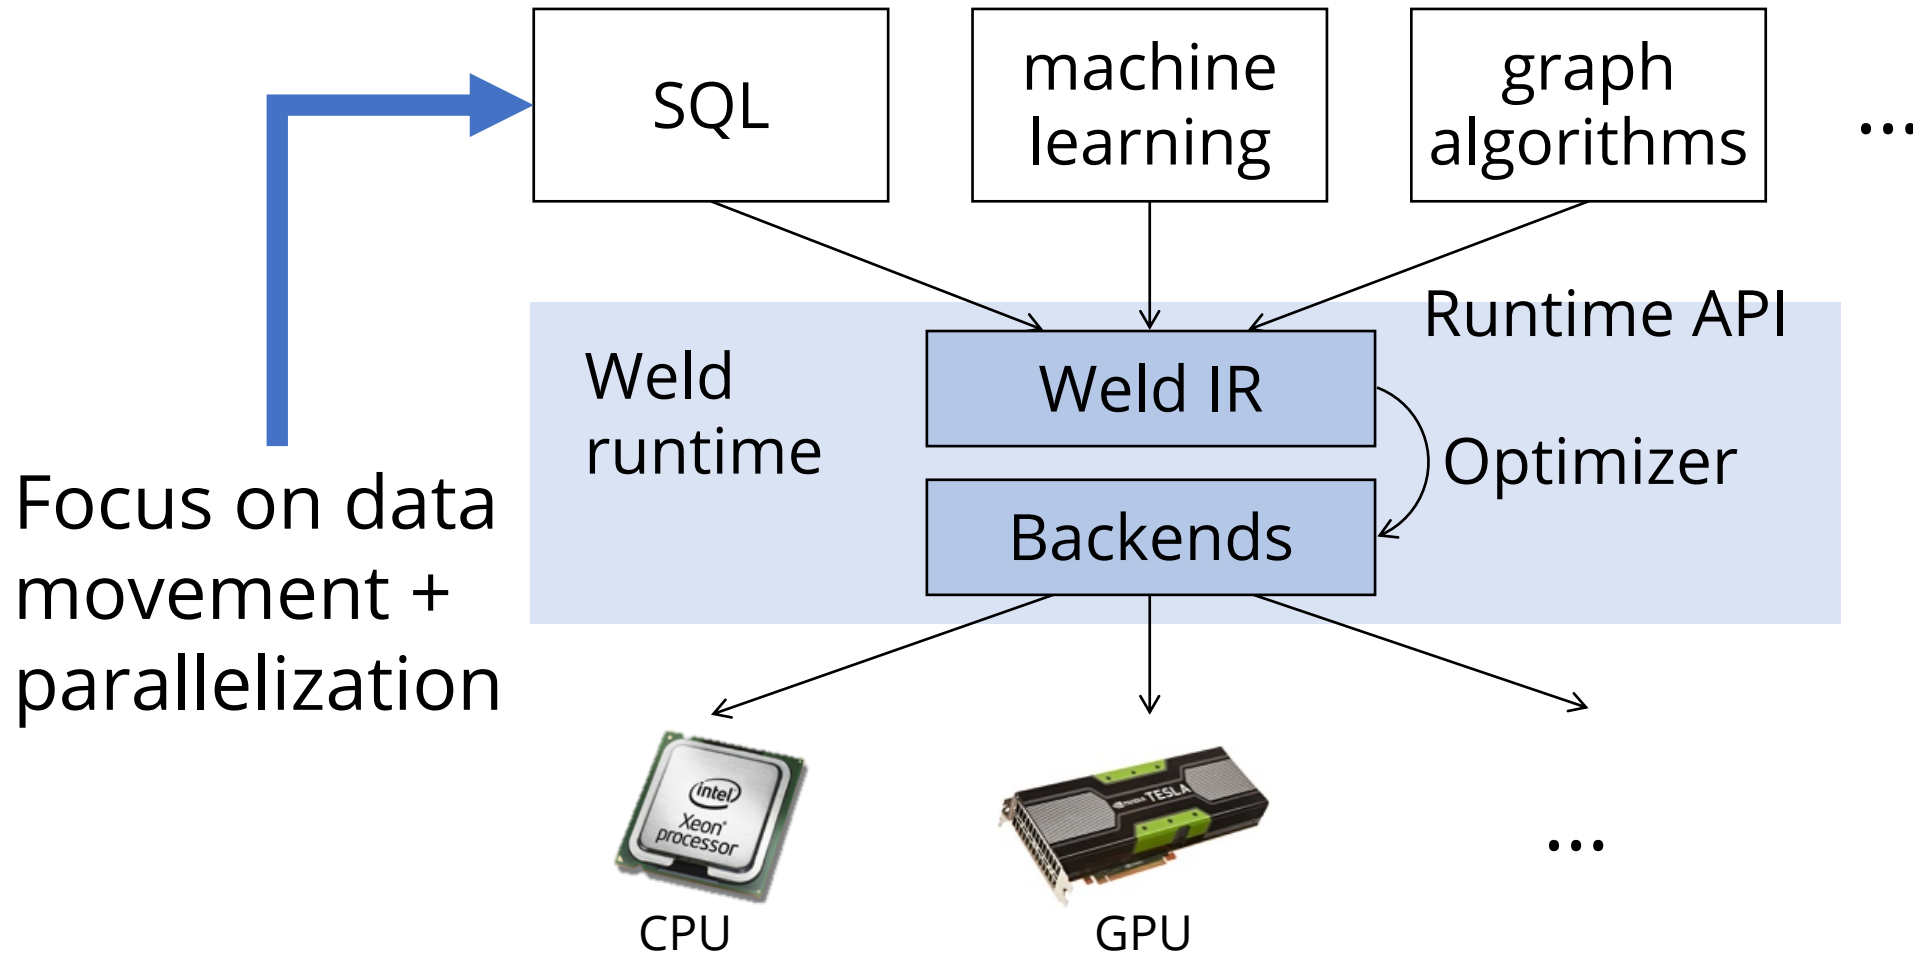 SQL
machine
learning
graph
algorithms
...
Runtime API
Weld
runtime
Weld IR
Optimizer
Backends
Focus on data
movement +
parallelization
intel
Xeon®
processor
NVIDIA TESLA
...
CPU
GPU